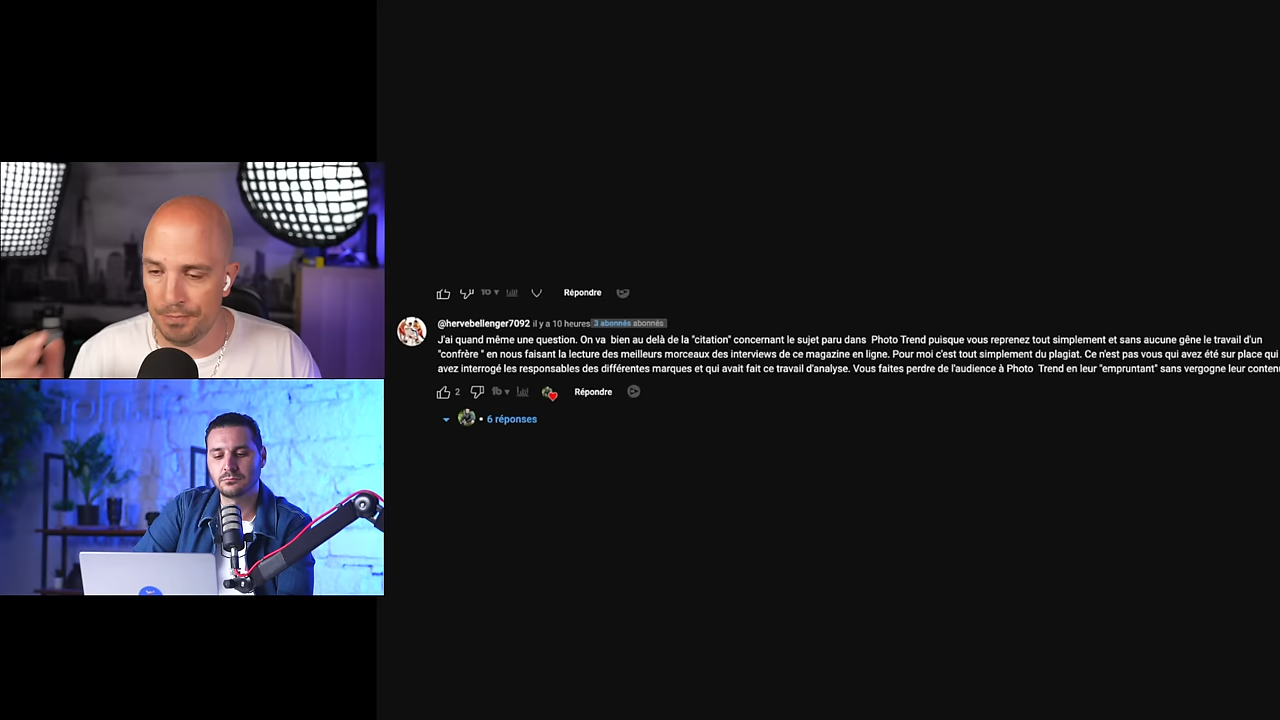 Répondre
@hervebellenger7092 il y a 10 heures 3 abonnés abonnés
J'ai quand même une question. On va bien au delà de la "citation" concernant le sujet paru dans Photo Trend puisque vous reprenez tout simplement et sans aucune gêne le travail d'un
"confrère " en nous faisant la lecture des meilleurs morceaux des interviews de ce magazine en ligne. Pour moi c'est tout simplement du plagiat. Ce n'est pas vous qui avez été sur place qui
avez interrogé les responsables des différentes marques et qui avait fait ce travail d'analyse. Vous faites perdre de l'audience à Photo Trend en leur "empruntant" sans vergogne leur
2 Répondre
6 réponses